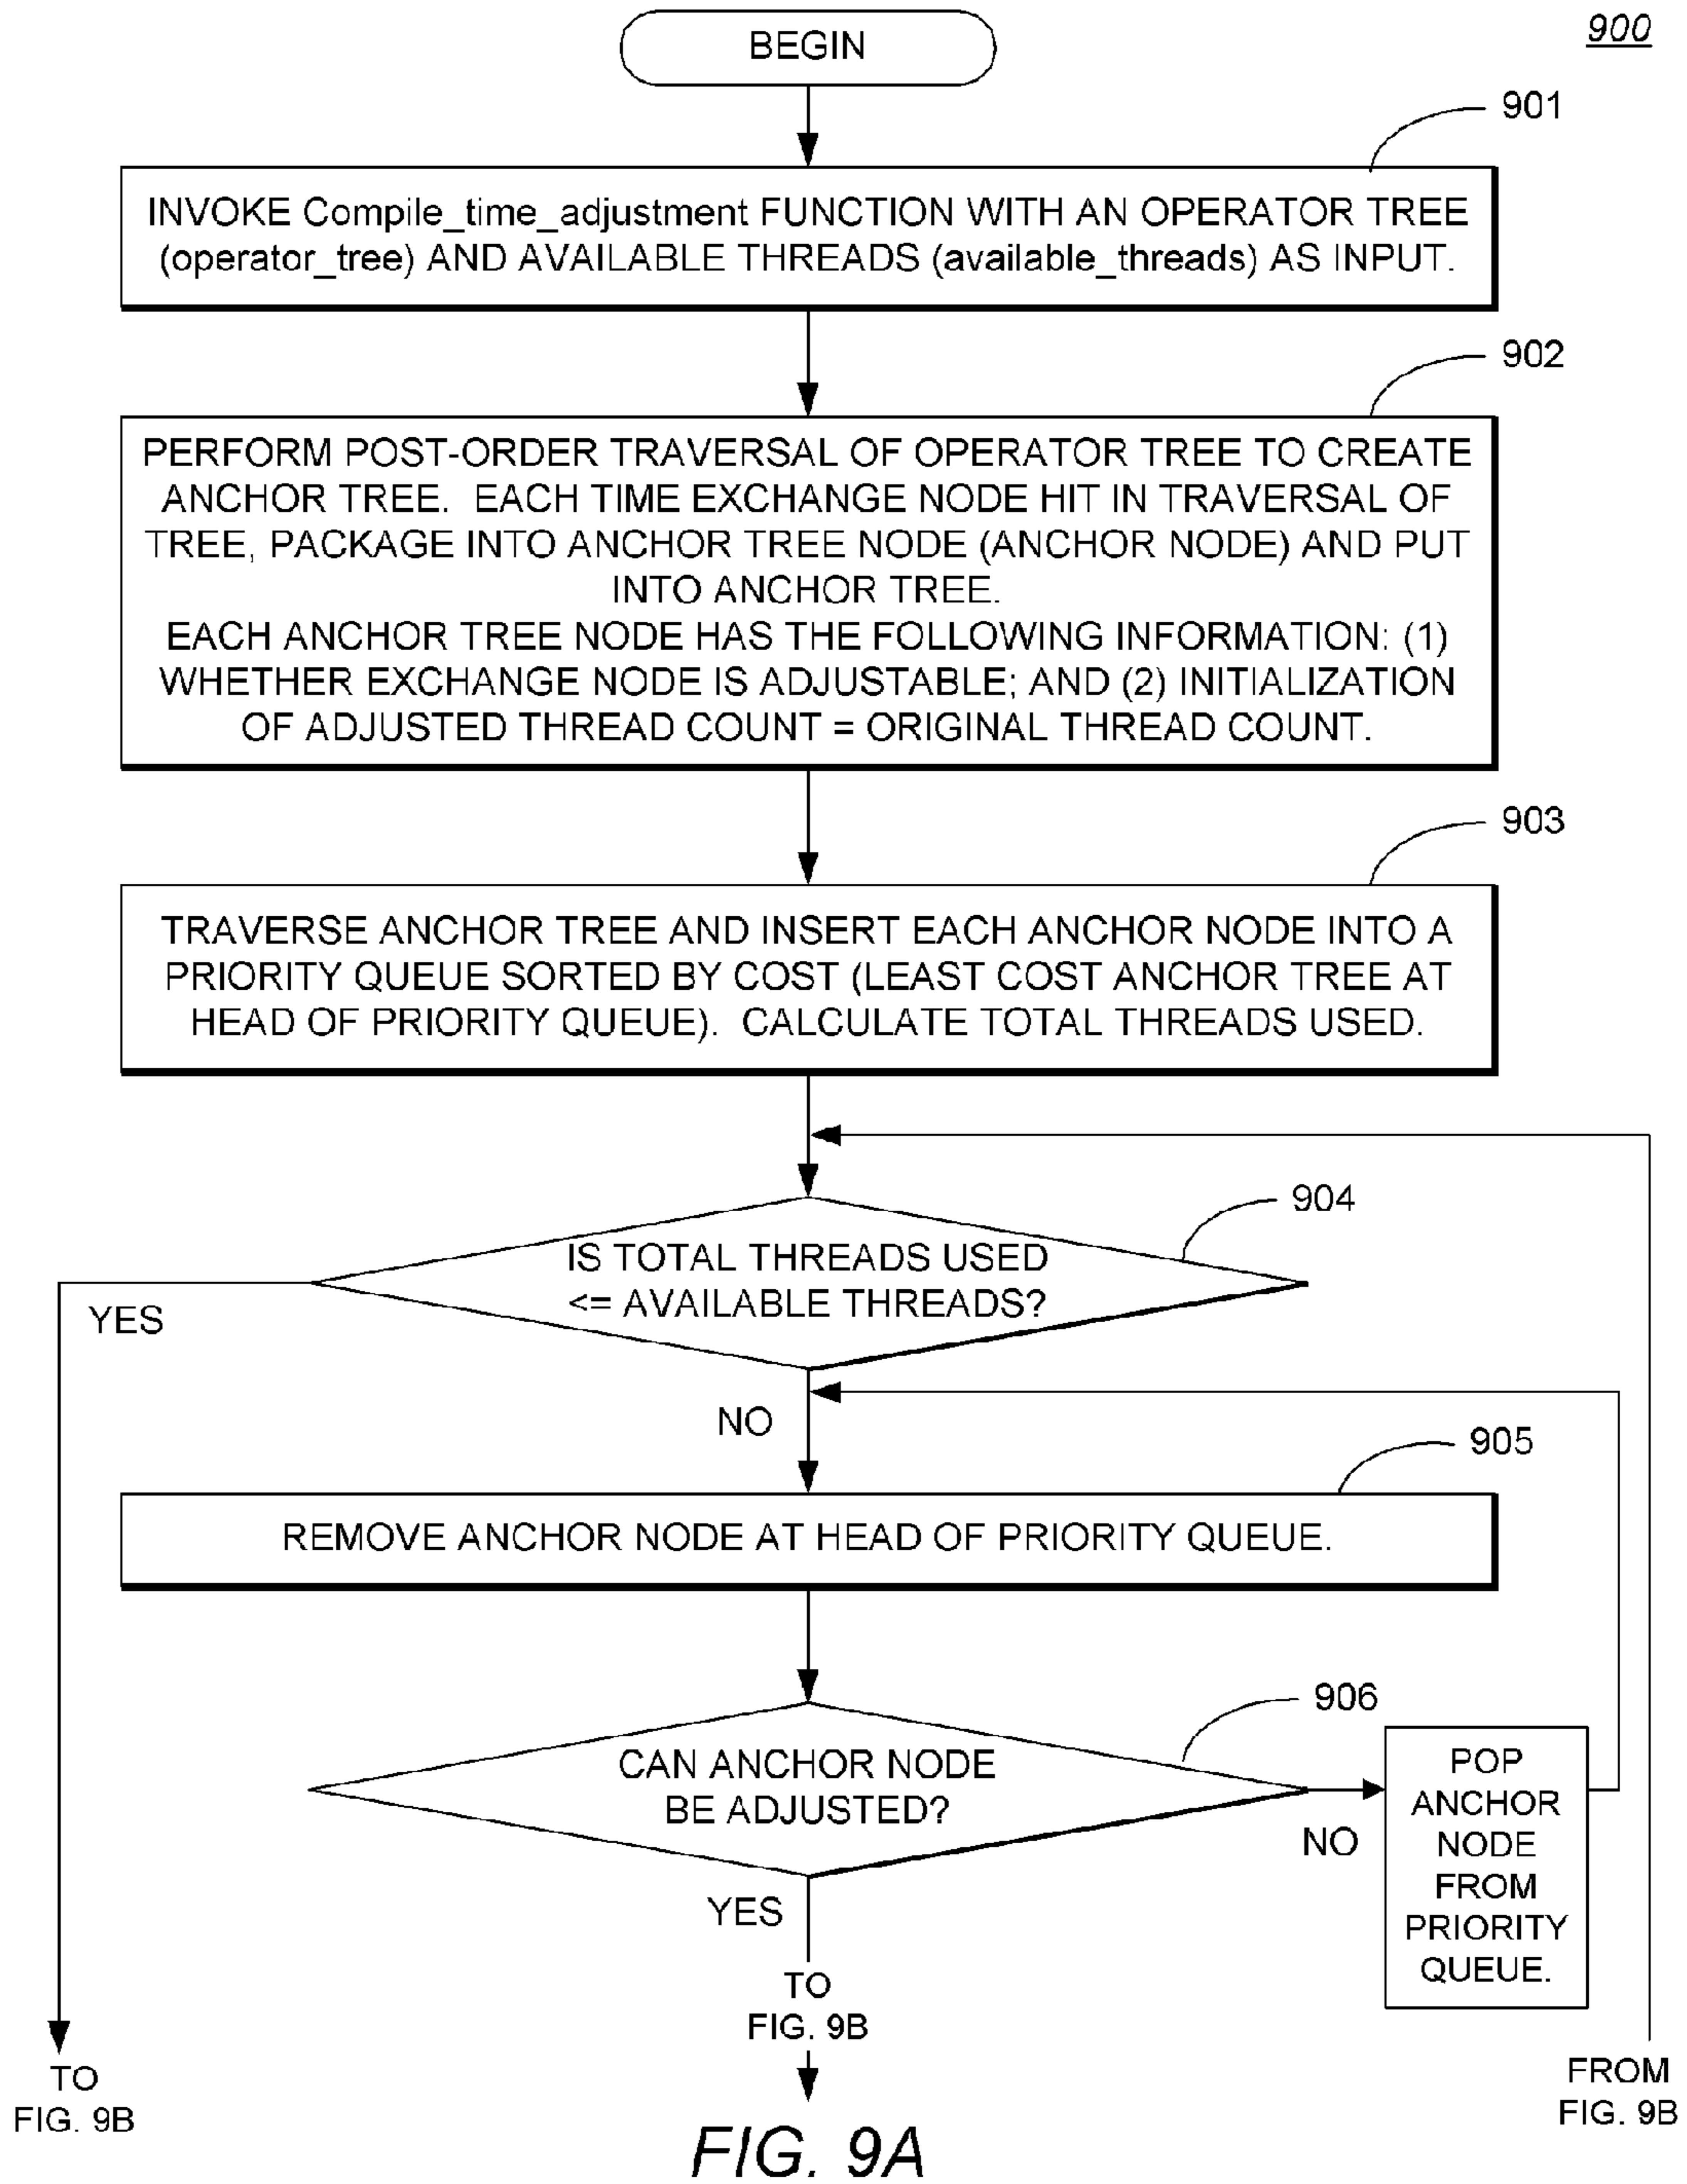 900
BEGIN
901
INVOKE Compile_time_adjustment FUNCTION WITH AN OPERATOR TREE
(operator_tree) AND AVAILABLE THREADS (available_threads) AS INPUT.
902
PERFORM POST-ORDER TRAVERSAL OF OPERATOR TREE TO CREATE
ANCHOR TREE. EACH TIME EXCHANGE NODE HIT IN TRAVERSAL OF
TREE, PACKAGE INTO ANCHOR TREE NODE (ANCHOR NODE) AND PUT
INTO ANCHOR TREE.
EACH ANCHOR TREE NODE HAS THE FOLLOWING INFORMATION: (1)
WHETHER EXCHANGE NODE IS ADJUSTABLE; AND (2) INITIALIZATION
OF ADJUSTED THREAD COUNT = ORIGINAL THREAD COUNT.
903
TRAVERSE ANCHOR TREE AND INSERT EACH ANCHOR NODE INTO A
PRIORITY QUEUE SORTED BY COST (LEAST COST ANCHOR TREE AT
HEAD OF PRIORITY QUEUE). CALCULATE TOTAL THREADS USED.
904
IS TOTAL THREADS USED
<= AVAILABLE THREADS?
YES
NO
905
REMOVE ANCHOR NODE AT HEAD OF PRIORITY QUEUE.
906
CAN ANCHOR NODE
BE ADJUSTED?
NO
POP
ANCHOR
NODE
FROM
PRIORITY
QUEUE.
YES
TO
FIG. 9B
TO
FIG. 9B
FROM
FIG. 9B
FIG. 9A